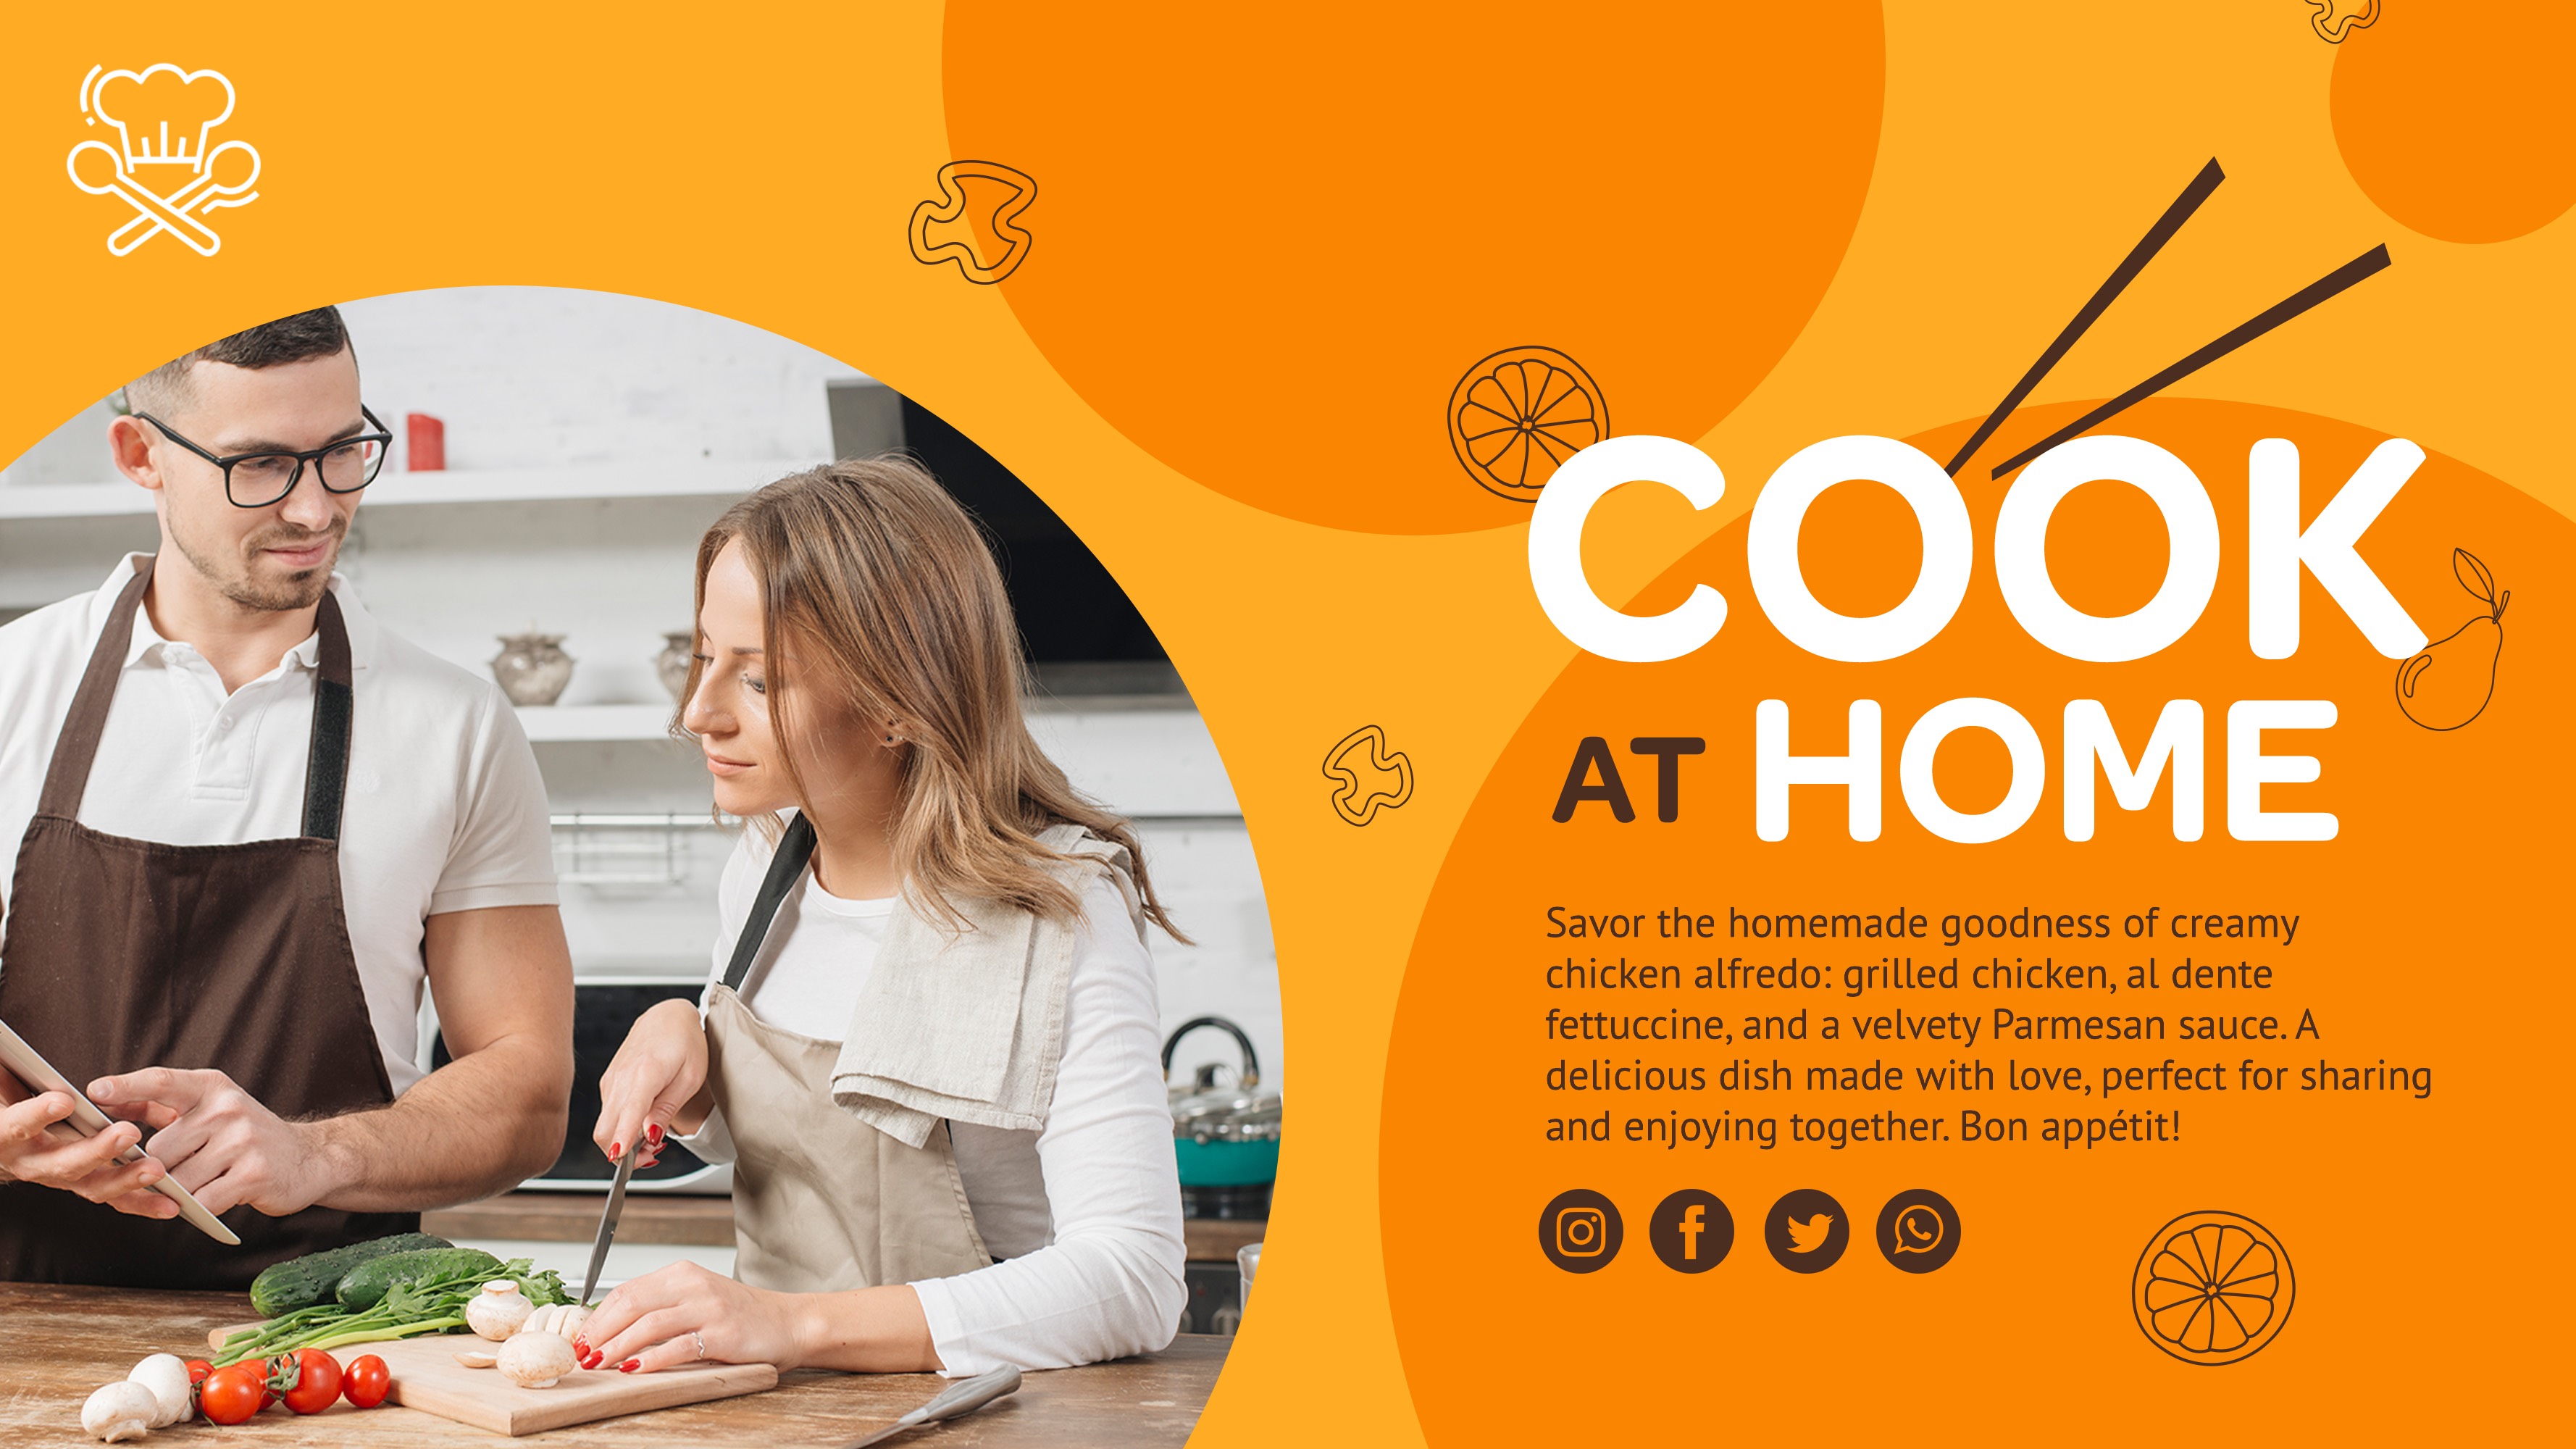 COOK
AT HOME
Savor the homemade goodness of creamy
chicken alfredo: grilled chicken, al dente
fettuccine, and a velvety Parmesan sauce. A
delicious dish made with love, perfect for sharing
and enjoying together. Bon appétit!